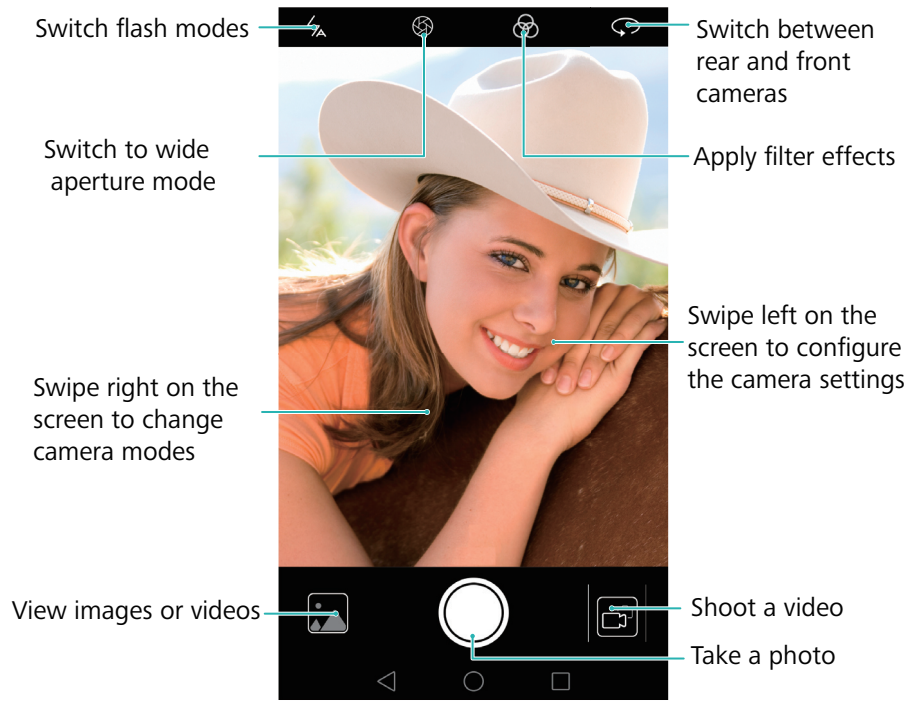 Switch flash modes
Switch between
rear and front
cameras
Switch to wide
aperture mode
Apply filter effects
Swipe left on the
screen to configure
the camera settings
Swipe right on the
screen to change
camera modes
View images or videos
Shoot a video
Take a photo